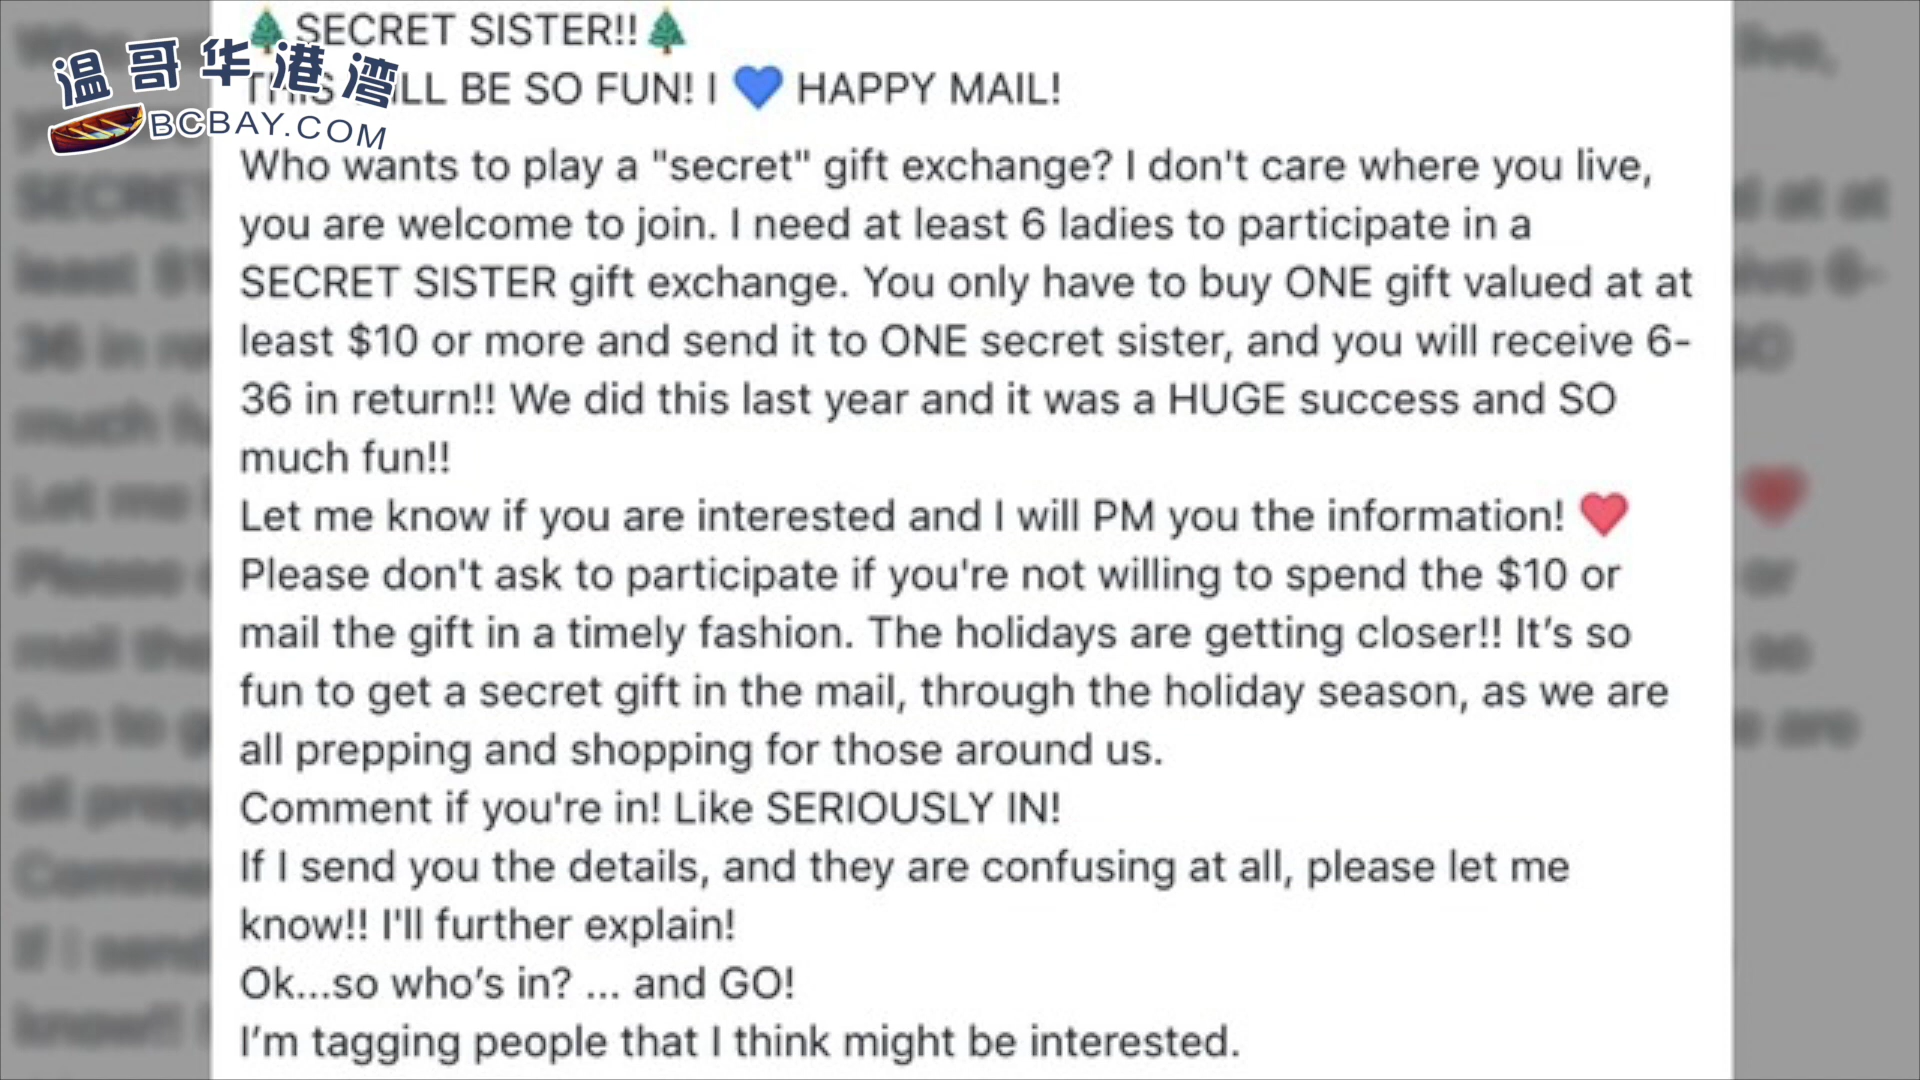 🎄SECRET SISTER!!🎄
温哥华港湾
THIS WILL BE SO FUN! I 💙 HAPPY MAIL!
BCBAY.COM
Who wants to play a "secret" gift exchange? I don't care where you live,
you are welcome to join. I need at least 6 ladies to participate in a
SECRET SISTER gift exchange. You only have to buy ONE gift valued at at
least $10 or more and send it to ONE secret sister, and you will receive 6-
36 in return!! We did this last year and it was a HUGE success and SO
much fun!!
Let me know if you are interested and I will PM you the information! ❤️
Please don't ask to participate if you're not willing to spend the $10 or
mail the gift in a timely fashion. The holidays are getting closer!! It’s so
fun to get a secret gift in the mail, through the holiday season, as we are
all prepping and shopping for those around us.
Comment if you're in! Like SERIOUSLY IN!
If I send you the details, and they are confusing at all, please let me
know!! I'll further explain!
Ok...so who’s in? ... and GO!
I’m tagging people that I think might be interested.